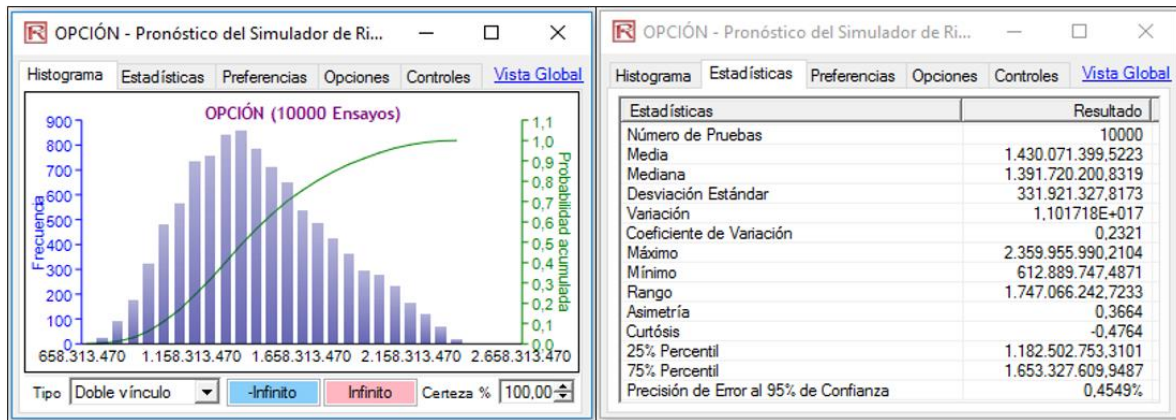 OPCIÓN - Pronóstico del Simulador de Ri...
Histograma Estadísticas Preferencias Opciones Controles Vista Global
OPCIÓN (10000 Ensayos)
Frecuencia
900
800
700
600
500
400
300
200
100
0
1,1
1,0
0,9
0,8
0,7
0,6
0,5
0,4
0,3
0,2
0,1
0,0
Probabilidad acumulada
658.313.470 1.158.313.470 1.658.313.470 2.158.313.470 2.658.313.470
Tipo Doble vínculo -Infinito Infinito Certeza % 100,00
OPCIÓN - Pronóstico del Simulador de Ri...
Histograma Estadísticas Preferencias Opciones Controles Vista Global
Estadísticas Resultado
Número de Pruebas 10000
Media 1.430.071.399,5223
Mediana 1.391.720.200,8319
Desviación Estándar 331.921.327,8173
Variación 1,101718E+017
Coeficiente de Variación 0,2321
Máximo 2.359.955.990,2104
Mínimo 612.889.747,4871
Rango 1.747.066.242,7233
Asimetría 0,3664
Curtósis -0,4764
25% Percentil 1.182.502.753,3101
75% Percentil 1.653.327.609,9487
Precisión de Error al 95% de Confianza 0,4549%